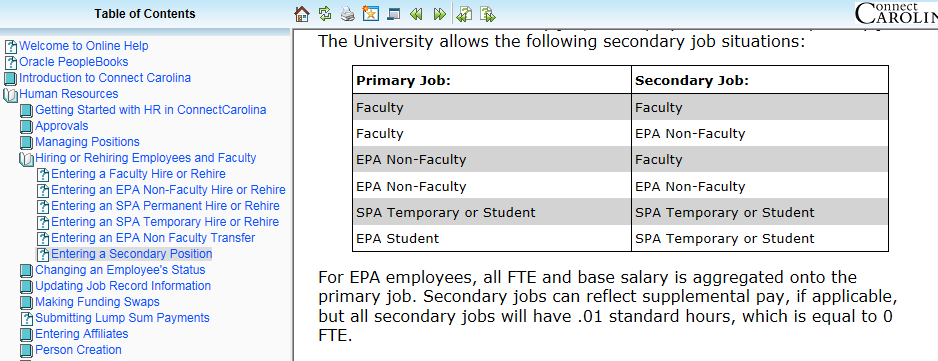 Table of Contents
Connect
CAROLIN
Welcome to Online Help
Oracle PeopleBooks
Introduction to Connect Carolina
Human Resources
Getting Started with HR in ConnectCarolina
Approvals
Managing Positions
Hiring or Rehiring Employees and Faculty
Entering a Faculty Hire or Rehire
Entering an EPA Non-Faculty Hire or Rehire
Entering an SPA Permanent Hire or Rehire
Entering an SPA Temporary Hire or Rehire
Entering an EPA Non Faculty Transfer
Entering a Secondary Position
Changing an Employee's Status
Updating Job Record Information
Making Funding Swaps
Submitting Lump Sum Payments
Entering Affiliates
Person Creation
The University allows the following secondary job situations:
Primary Job: Secondary Job:
Faculty Faculty
Faculty EPA Non-Faculty
EPA Non-Faculty Faculty
EPA Non-Faculty EPA Non-Faculty
SPA Temporary or Student SPA Temporary or Student
EPA Student SPA Temporary or Student
For EPA employees, all FTE and base salary is aggregated onto the
primary job. Secondary jobs can reflect supplemental pay, if applicable,
but all secondary jobs will have .01 standard hours, which is equal to 0
FTE.